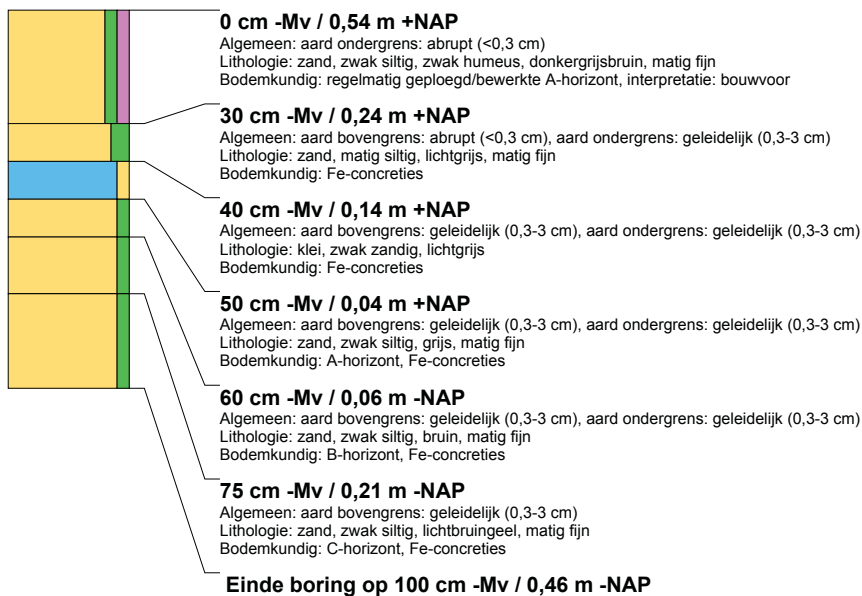 0 cm -Mv / 0,54 m +NAP
Algemeen: aard ondergrens: abrupt (<0,3 cm)
Lithologie: zand, zwak siltig, zwak humeus, donkergrijsbruin, matig fijn
Bodemkundig: regelmatig geploegd/bewerkte A-horizont, interpretatie: bouwvoor
30 cm -Mv / 0,24 m +NAP
Algemeen: aard bovengrens: abrupt (<0,3 cm), aard ondergrens: geleidelijk (0,3-3 cm)
Lithologie: zand, matig siltig, lichtgrijs, matig fijn
Bodemkundig: Fe-concreties
40 cm -Mv / 0,14 m +NAP
Algemeen: aard bovengrens: geleidelijk (0,3-3 cm), aard ondergrens: geleidelijk (0,3-3 cm)
Lithologie: klei, zwak zandig, lichtgrijs
Bodemkundig: Fe-concreties
50 cm -Mv / 0,04 m +NAP
Algemeen: aard bovengrens: geleidelijk (0,3-3 cm), aard ondergrens: geleidelijk (0,3-3 cm)
Lithologie: zand, zwak siltig, grijs, matig fijn
Bodemkundig: A-horizont, Fe-concreties
60 cm -Mv / 0,06 m -NAP
Algemeen: aard bovengrens: geleidelijk (0,3-3 cm), aard ondergrens: geleidelijk (0,3-3 cm)
Lithologie: zand, zwak siltig, bruin, matig fijn
Bodemkundig: B-horizont, Fe-concreties
75 cm -Mv / 0,21 m -NAP
Algemeen: aard bovengrens: geleidelijk (0,3-3 cm)
Lithologie: zand, zwak siltig, lichtbruingeel, matig fijn
Bodemkundig: C-horizont, Fe-concreties
Einde boring op 100 cm -Mv / 0,46 m -NAP